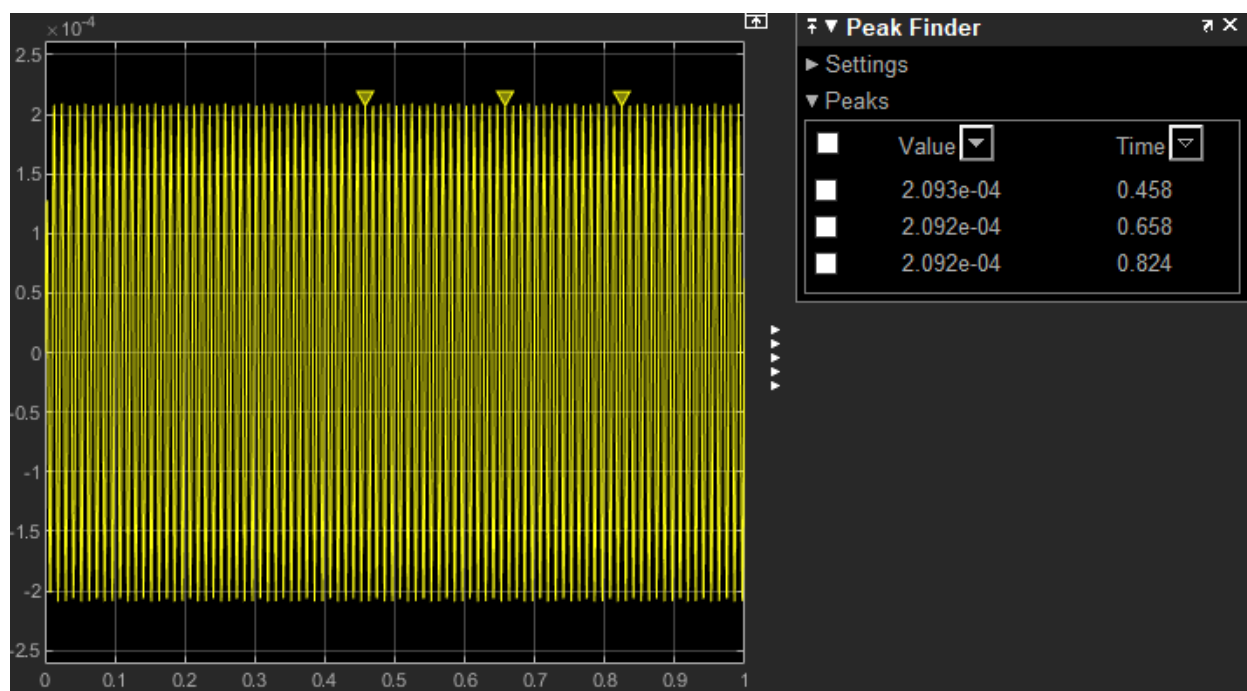 ×10⁻⁴
2.5
2
1.5
1
0.5
0
-0.5
-1
-1.5
-2
-2.5
0 0.1 0.2 0.3 0.4 0.5 0.6 0.7 0.8 0.9 1
Peak Finder
Settings
Peaks
Value Time
2.093e-04 0.458
2.092e-04 0.658
2.092e-04 0.824